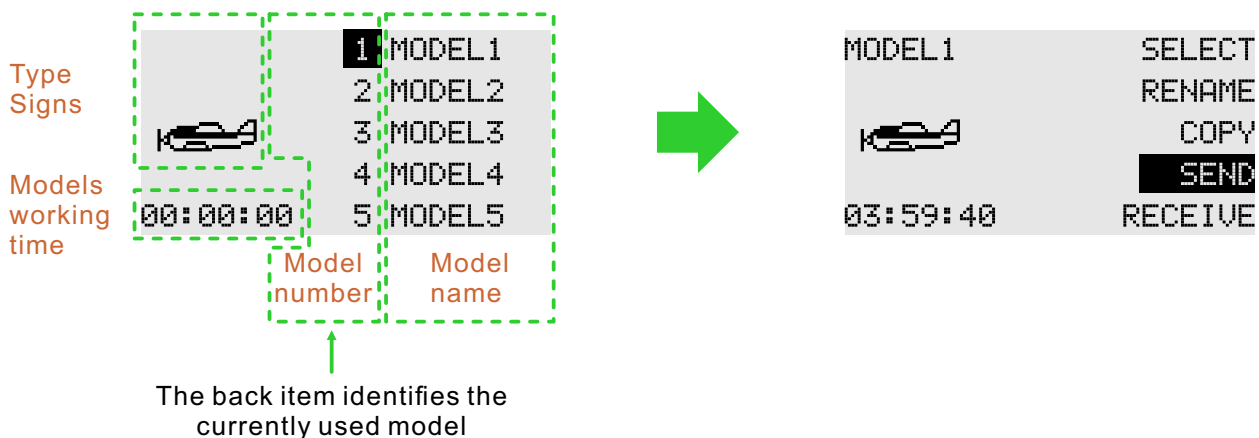 Type
Signs
Models
working
time
1 MODEL1
2 MODEL2
3 MODEL3
4 MODEL4
00:00:00 5 MODEL5
Model
number
Model
name
The back item identifies the
currently used model
MODEL1 SELECT
RENAME
COPY
SEND
03:59:40 RECEIVE